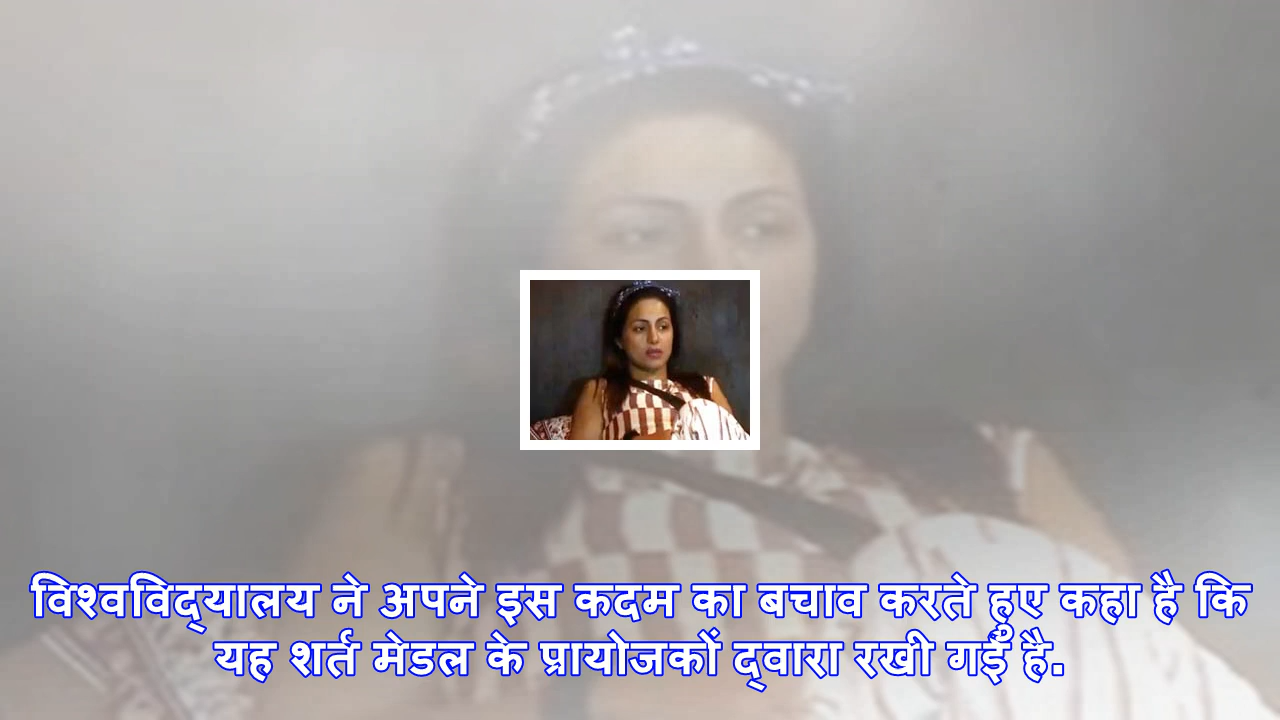 विश्वविद्यालय ने अपने इस कदम का बचाव करते हुए कहा है कि
यह शर्त मेडल के प्रायोजकों द्वारा रखी गई है.